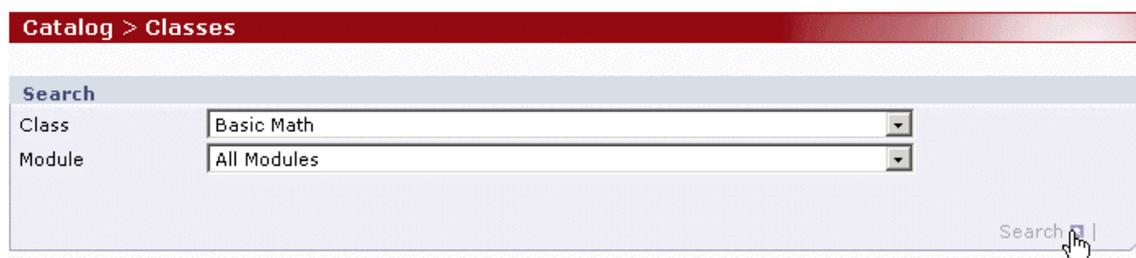 Catalog > Classes
Search
Class Basic Math
Module All Modules
Search |